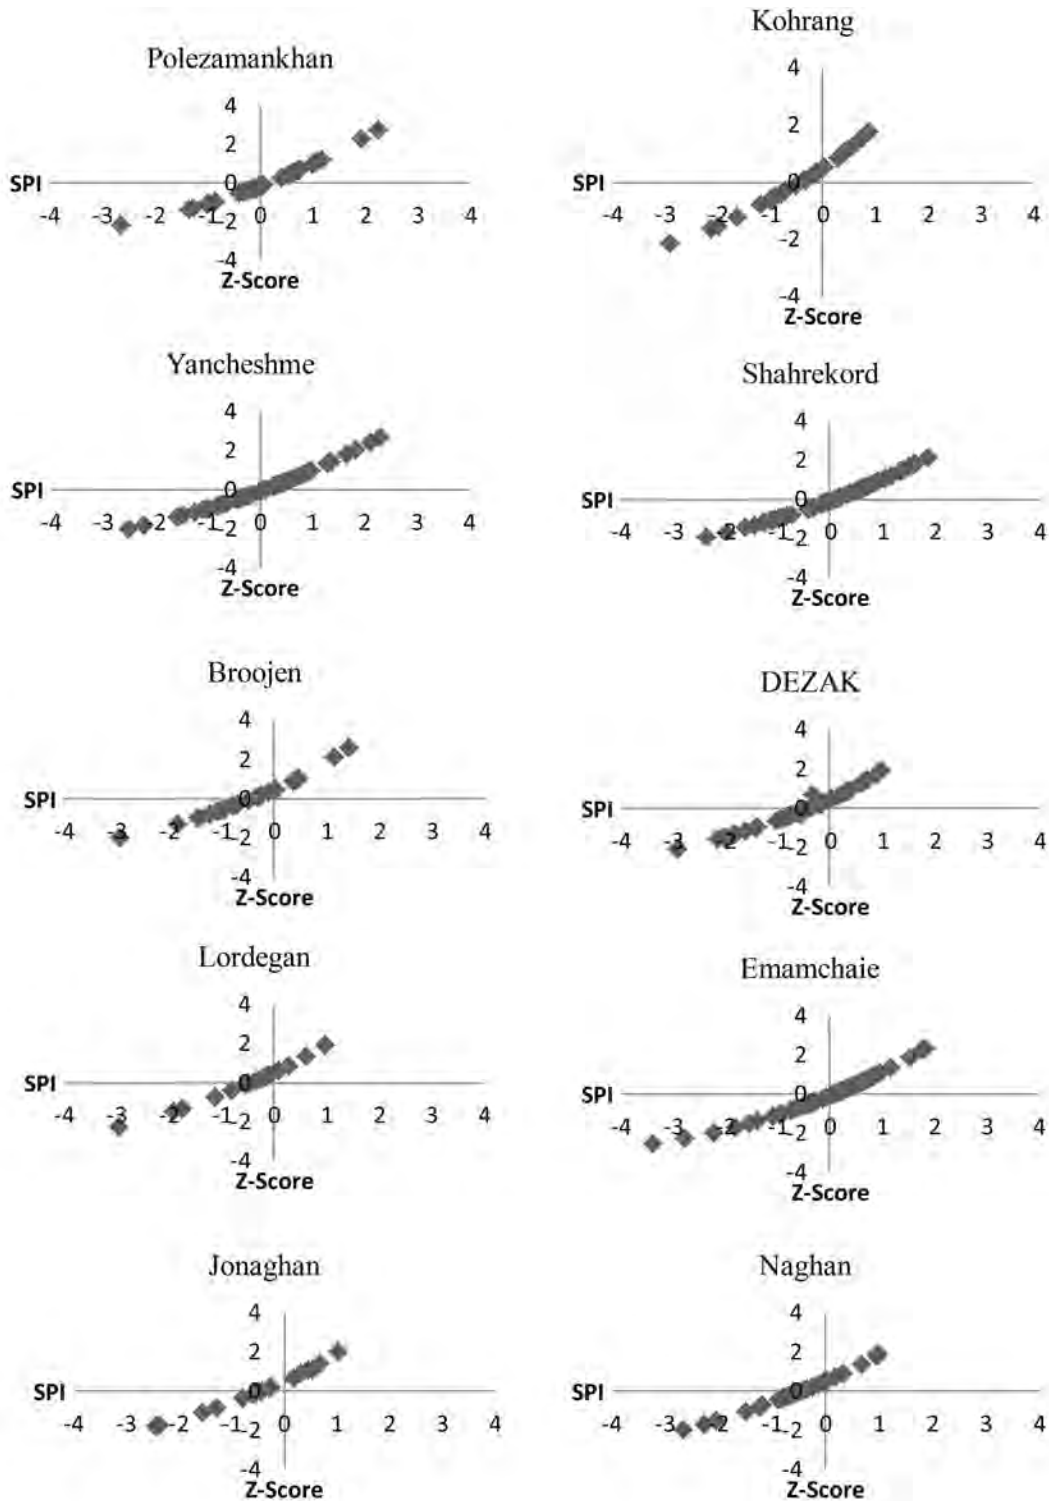 Polezamankhan
4
2
SPI 0
-4 -3 -2 -1 0 1 2 3 4
-2
-4
Z-Score
Kohrang
4
2
SPI 0
-4 -3 -2 -1 0 1 2 3 4
-2
-4
Z-Score
Yancheshme
4
2
SPI 0
-4 -3 -2 -1 0 1 2 3 4
-2
-4
Z-Score
Shahrekord
4
2
SPI 0
-4 -3 -2 -1 0 1 2 3 4
-2
-4
Z-Score
Broojen
4
2
SPI 0
-4 -3 -2 -1 0 1 2 3 4
-2
-4
Z-Score
DEZAK
4
2
SPI 0
-4 -3 -2 -1 0 1 2 3 4
-2
-4
Z-Score
Lordegan
4
2
SPI 0
-4 -3 -2 -1 0 1 2 3 4
-2
-4
Z-Score
Emamchaie
4
2
SPI 0
-4 -3 -2 -1 0 1 2 3 4
-2
-4
Z-Score
Jonaghan
4
2
SPI 0
-4 -3 -2 -1 0 1 2 3 4
-2
-4
Z-Score
Naghan
4
2
SPI 0
-4 -3 -2 -1 0 1 2 3 4
-2
-4
Z-Score